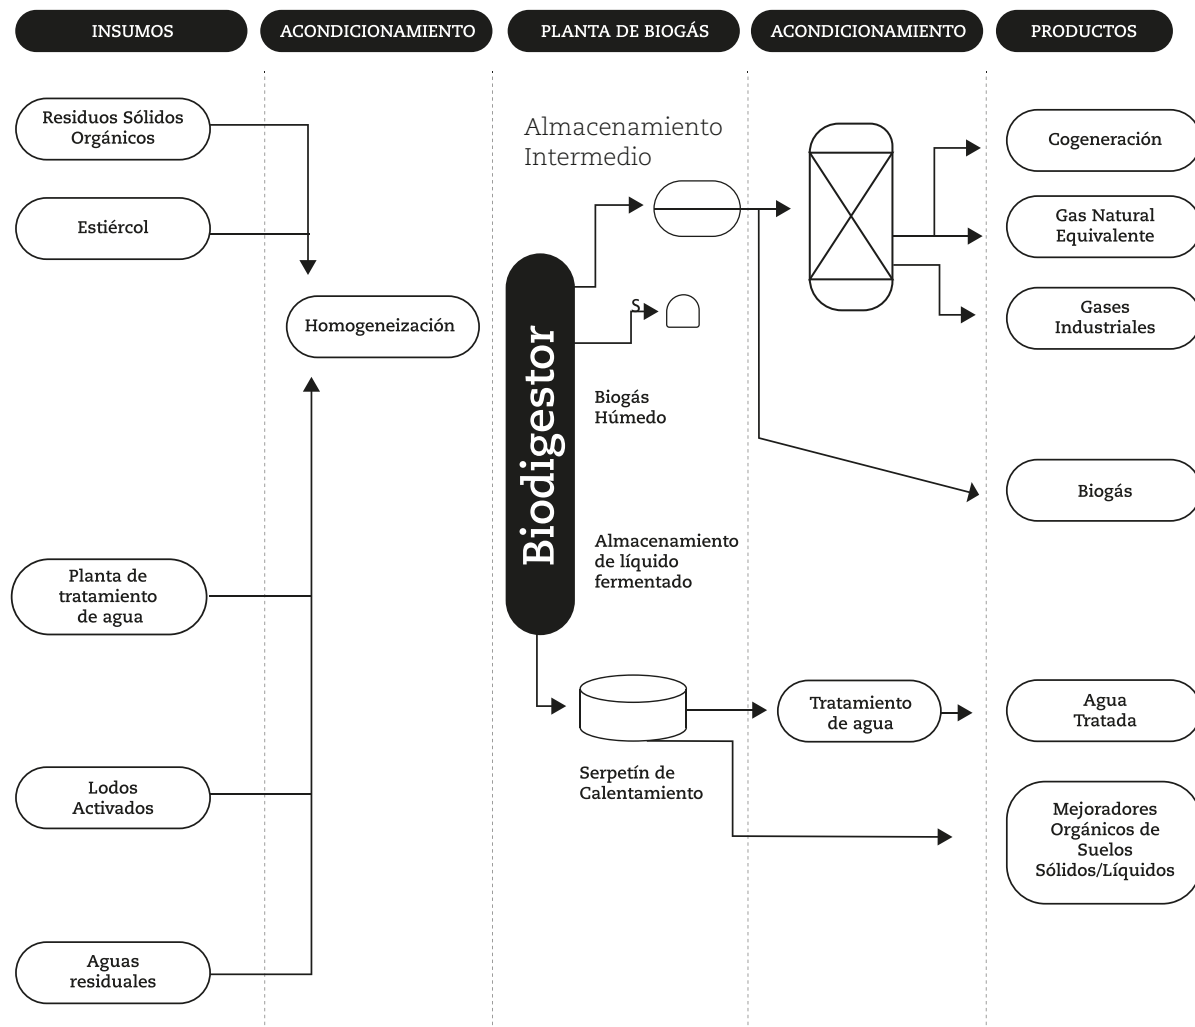 INSUMOS
ACONDICIONAMIENTO
PLANTA DE BIOGÁS
ACONDICIONAMIENTO
PRODUCTOS
Residuos Sólidos
Orgánicos
Estiércol
Planta de
tratamiento
de agua
Lodos
Activados
Aguas
residuales
Homogeneización
Almacenamiento
Intermedio
Biodigestor
S
Biogás
Húmedo
Almacenamiento
de líquido
fermentado
Serpetín de
Calentamiento
Tratamiento
de agua
Cogeneración
Gas Natural
Equivalente
Gases
Industriales
Biogás
Agua
Tratada
Mejoradores
Orgánicos de
Suelos
Sólidos/Líquidos